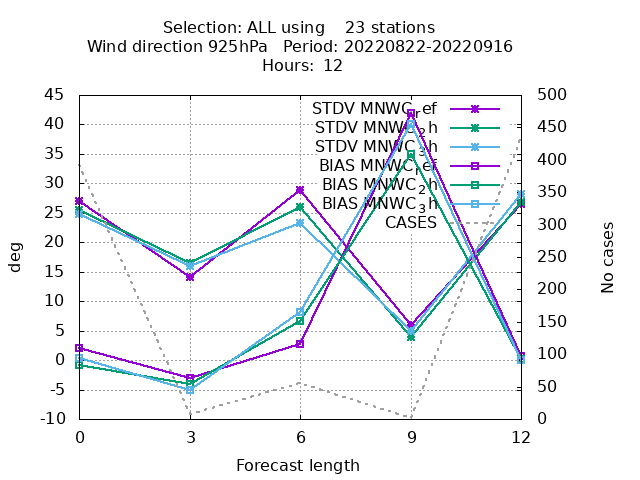 Selection: ALL using    23 stations
Wind direction 925hPa   Period: 20220822-20220916
Hours:  12
STDV MNWC_ref
STDV MNWC_2h
STDV MNWC_3h
BIAS MNWC_ref
BIAS MNWC_2h
BIAS MNWC_3h
CASES
45
40
35
30
25
20
15
10
5
0
-5
-10
deg
500
450
400
350
300
250
200
150
100
50
0
No cases
0 3 6 9 12
Forecast length